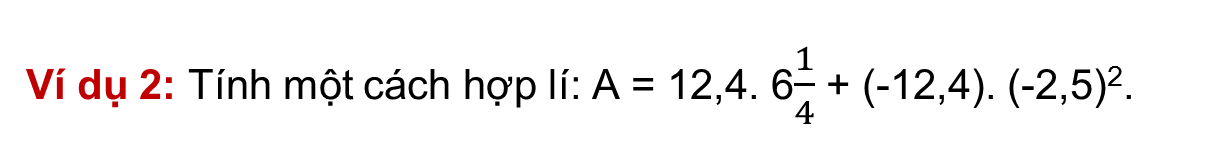 Ví dụ 2: Tính một cách hợp lí: A = 12,4. 6\frac{1}{4} + (-12,4). (-2,5)².